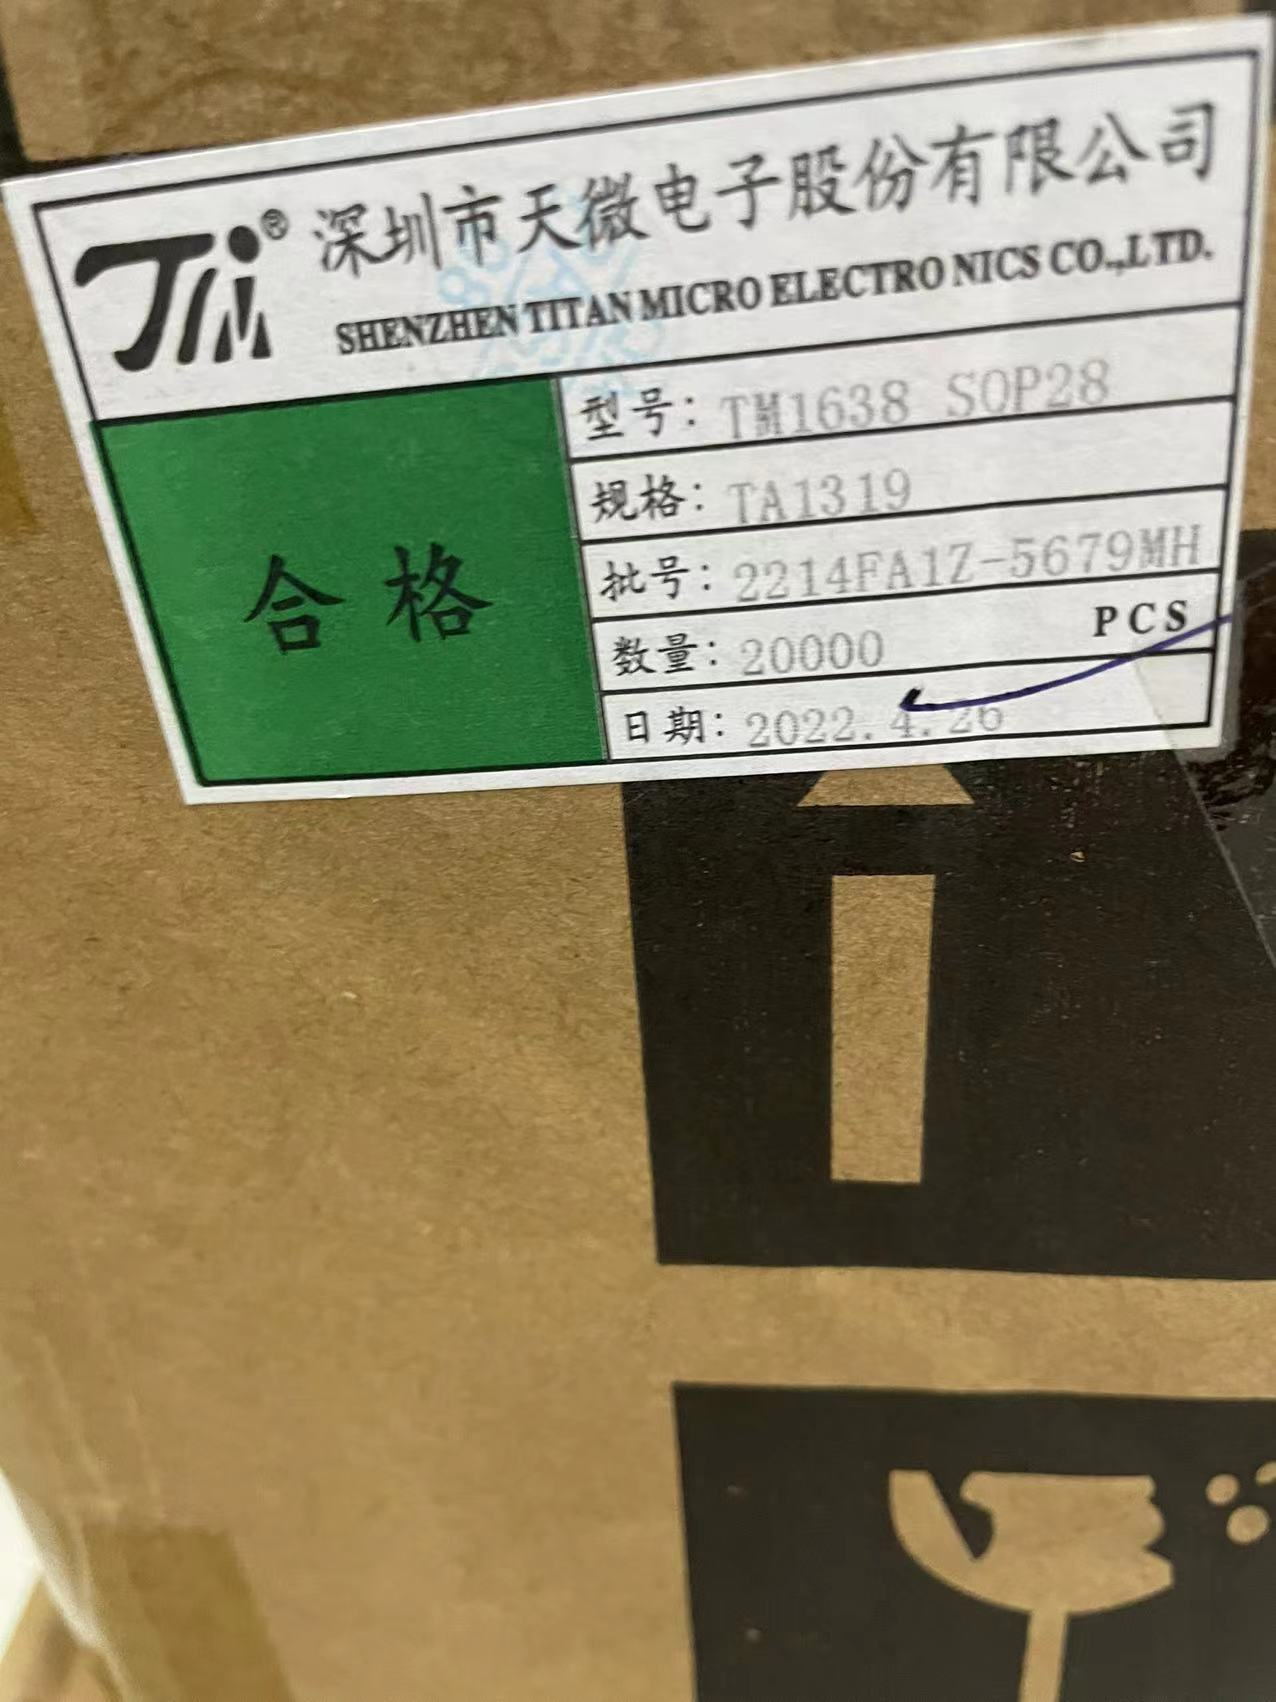 TM®
深圳市天微电子股份有限公司
SHENZHEN TITAN MICRO ELECTRONICS CO.,LTD.
合格
型号: TM1638 SOP28
规格: TA1319
批号: 2214FA1Z-5679MH
数量: 20000 PCS
日期: 2022.4.26